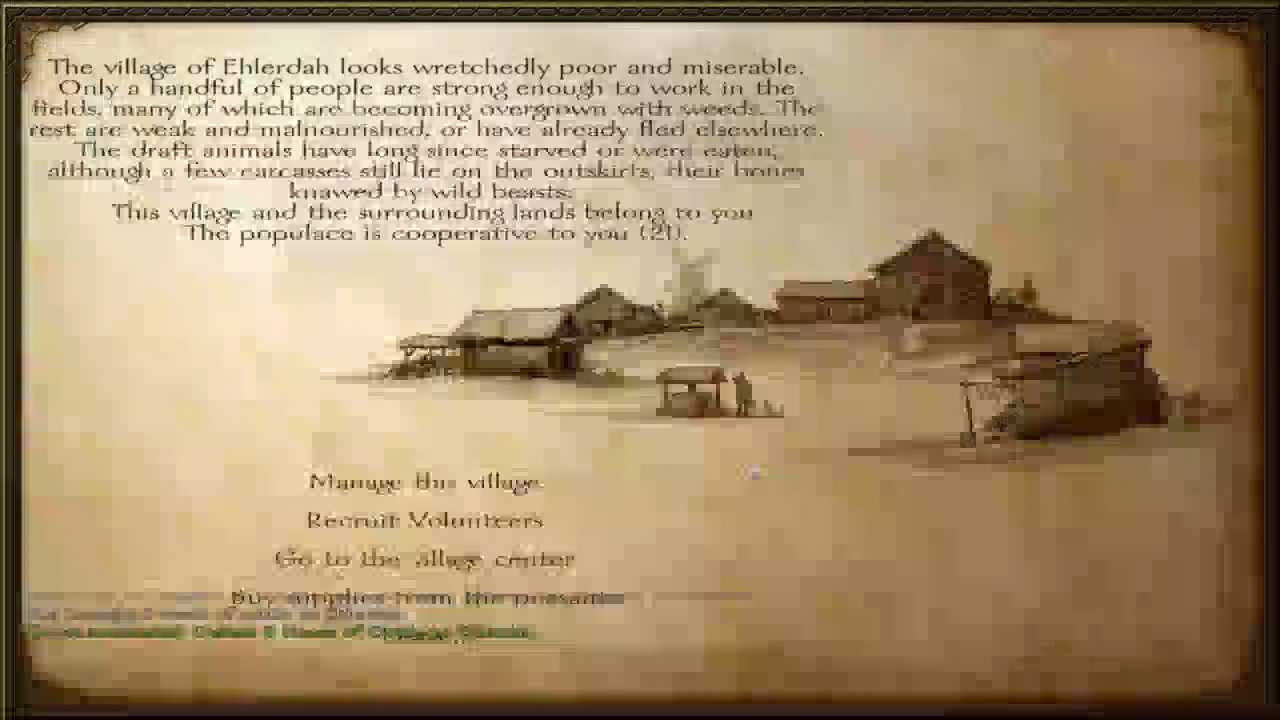 The village of Ehlerdah looks wretchedly poor and miserable.
Only a handful of people are strong enough to work in the
fields, many of which are becoming overgrown with weeds. The
rest are weak and malnourished, or have already fled elsewhere.
The draft animals have long since starved or were eaten,
although a few carcasses still lie on the outskirts, their bones
knawed by wild beasts.
This village and the surrounding lands belong to you
The populace is cooperative to you (21).
Manage this village.
Recruit Volunteers
Go to the village center
Buy supplies from the peasants